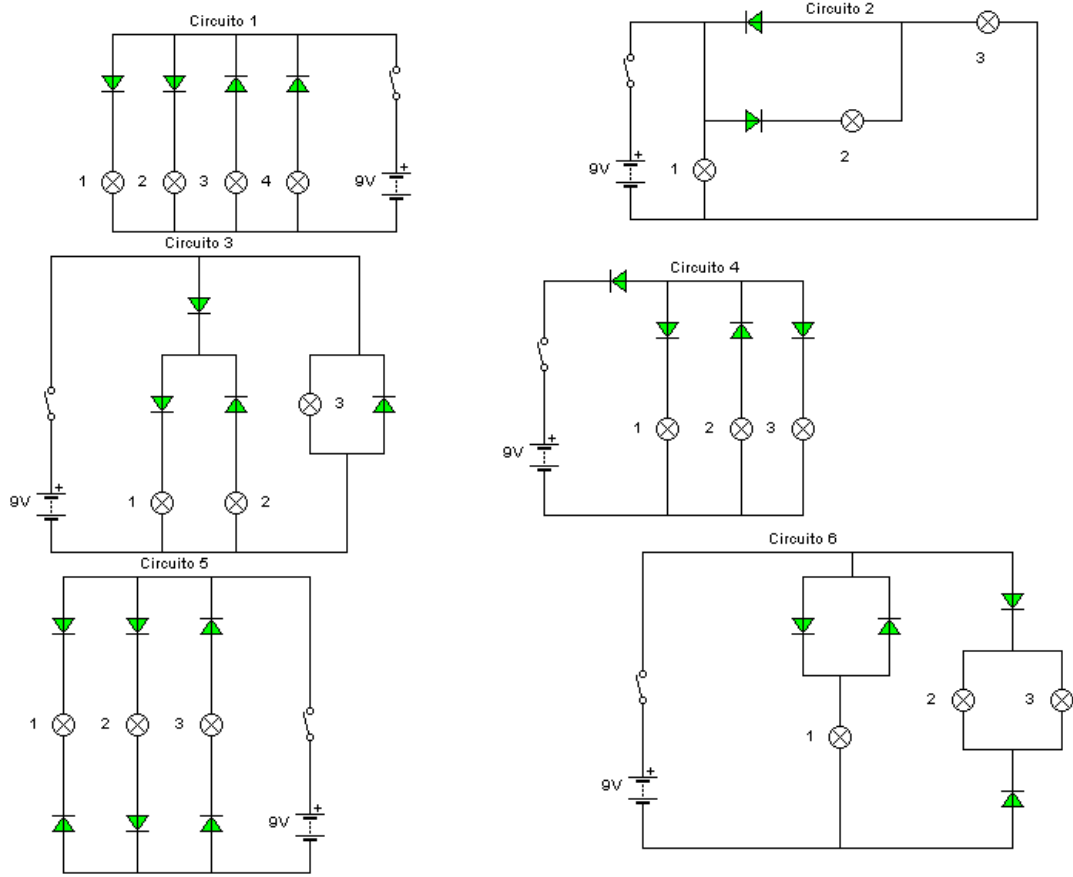 Circuito 1
1 2 3 4 9V +
Circuito 2
3
2
9V + 1
Circuito 3
3
9V + 1 2
Circuito 4
1 2 3
9V +
Circuito 5
1 2 3
9V +
Circuito 6
2 3
1
9V +